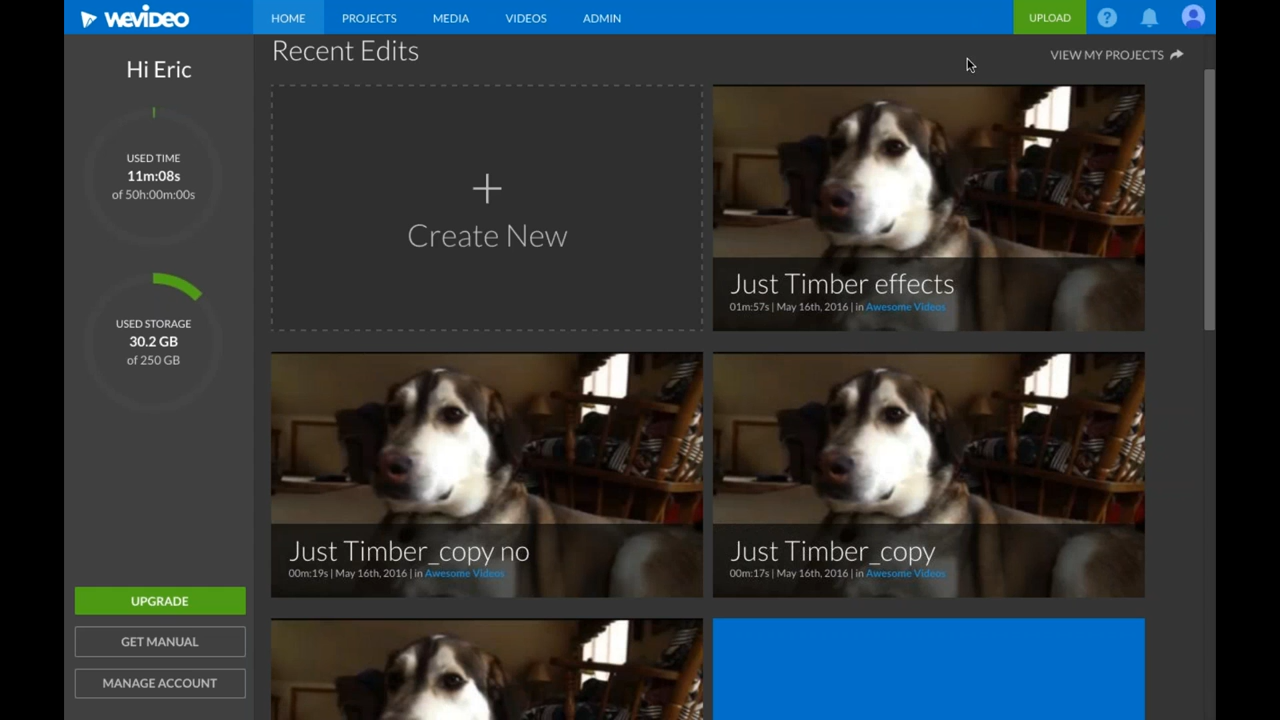 WEVIDEO
HOME
PROJECTS
MEDIA
VIDEOS
ADMIN
UPLOAD
?
Hi Eric
USED TIME
11m:08s
of 50h:00m:00s
USED STORAGE
30.2 GB
of 250 GB
UPGRADE
GET MANUAL
MANAGE ACCOUNT
Recent Edits
VIEW MY PROJECTS
Create New
Just Timber effects
01m:57s | May 16th, 2016 | in Awesome Videos
Just Timber_copy no
00m:19s | May 16th, 2016 | in Awesome Videos
Just Timber_copy
00m:17s | May 16th, 2016 | in Awesome Videos